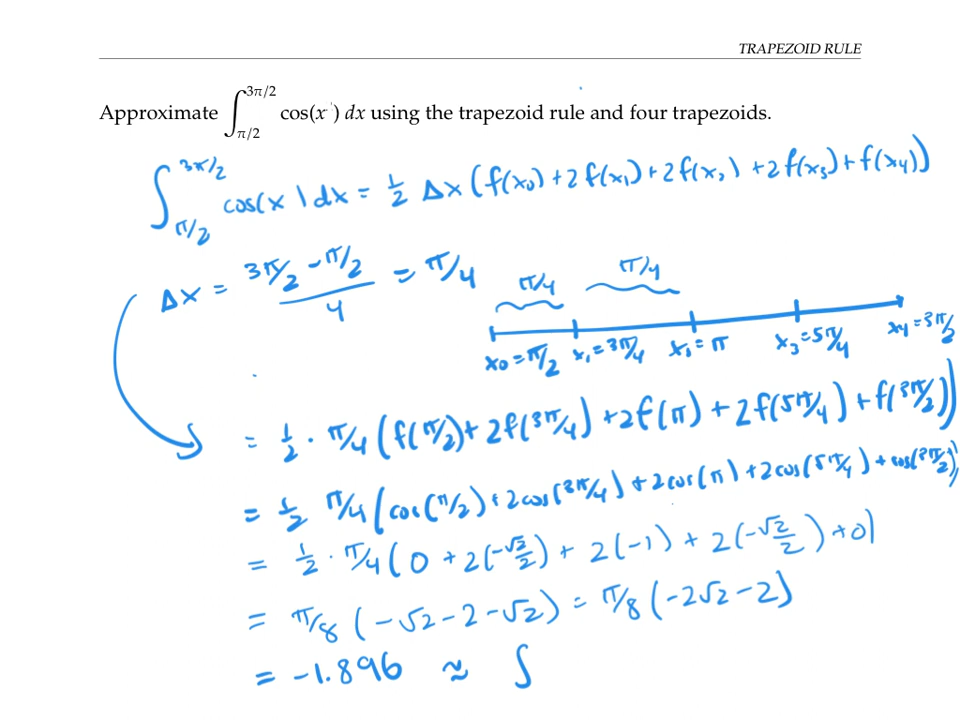 TRAPEZOID RULE
Approximate ∫_{π/2}^{3π/2} cos(x ) dx using the trapezoid rule and four trapezoids.
∫_{π/2}^{3π/2} cos(x ) dx = 1/2 Δx (f(x₀) + 2f(x₁) + 2f(x₂) + 2f(x₃) + f(x₄))
Δx = (3π/2 - π/2)/4 = π/4
π/4 π/4
x₀ = π/2 x₁ = 3π/4 x₂ = π x₃ = 5π/4 x₄ = 3π/2
= 1/2 · π/4 (f(π/2) + 2f(3π/4) + 2f(π) + 2f(5π/4) + f(3π/2))
= 1/2 π/4 (cos(π/2) + 2cos(3π/4) + 2cos(π) + 2cos(5π/4) + cos(3π/2))
= 1/2 · π/4 (0 + 2(-√2/2) + 2(-1) + 2(-√2/2) + 0)
= π/8 (-√2 - 2 - √2) = π/8 (-2√2 - 2)
= -1.896 ≈ ∫